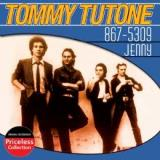 TOMMY TUTONE
867-5309
JENNY
Priceless
Collection